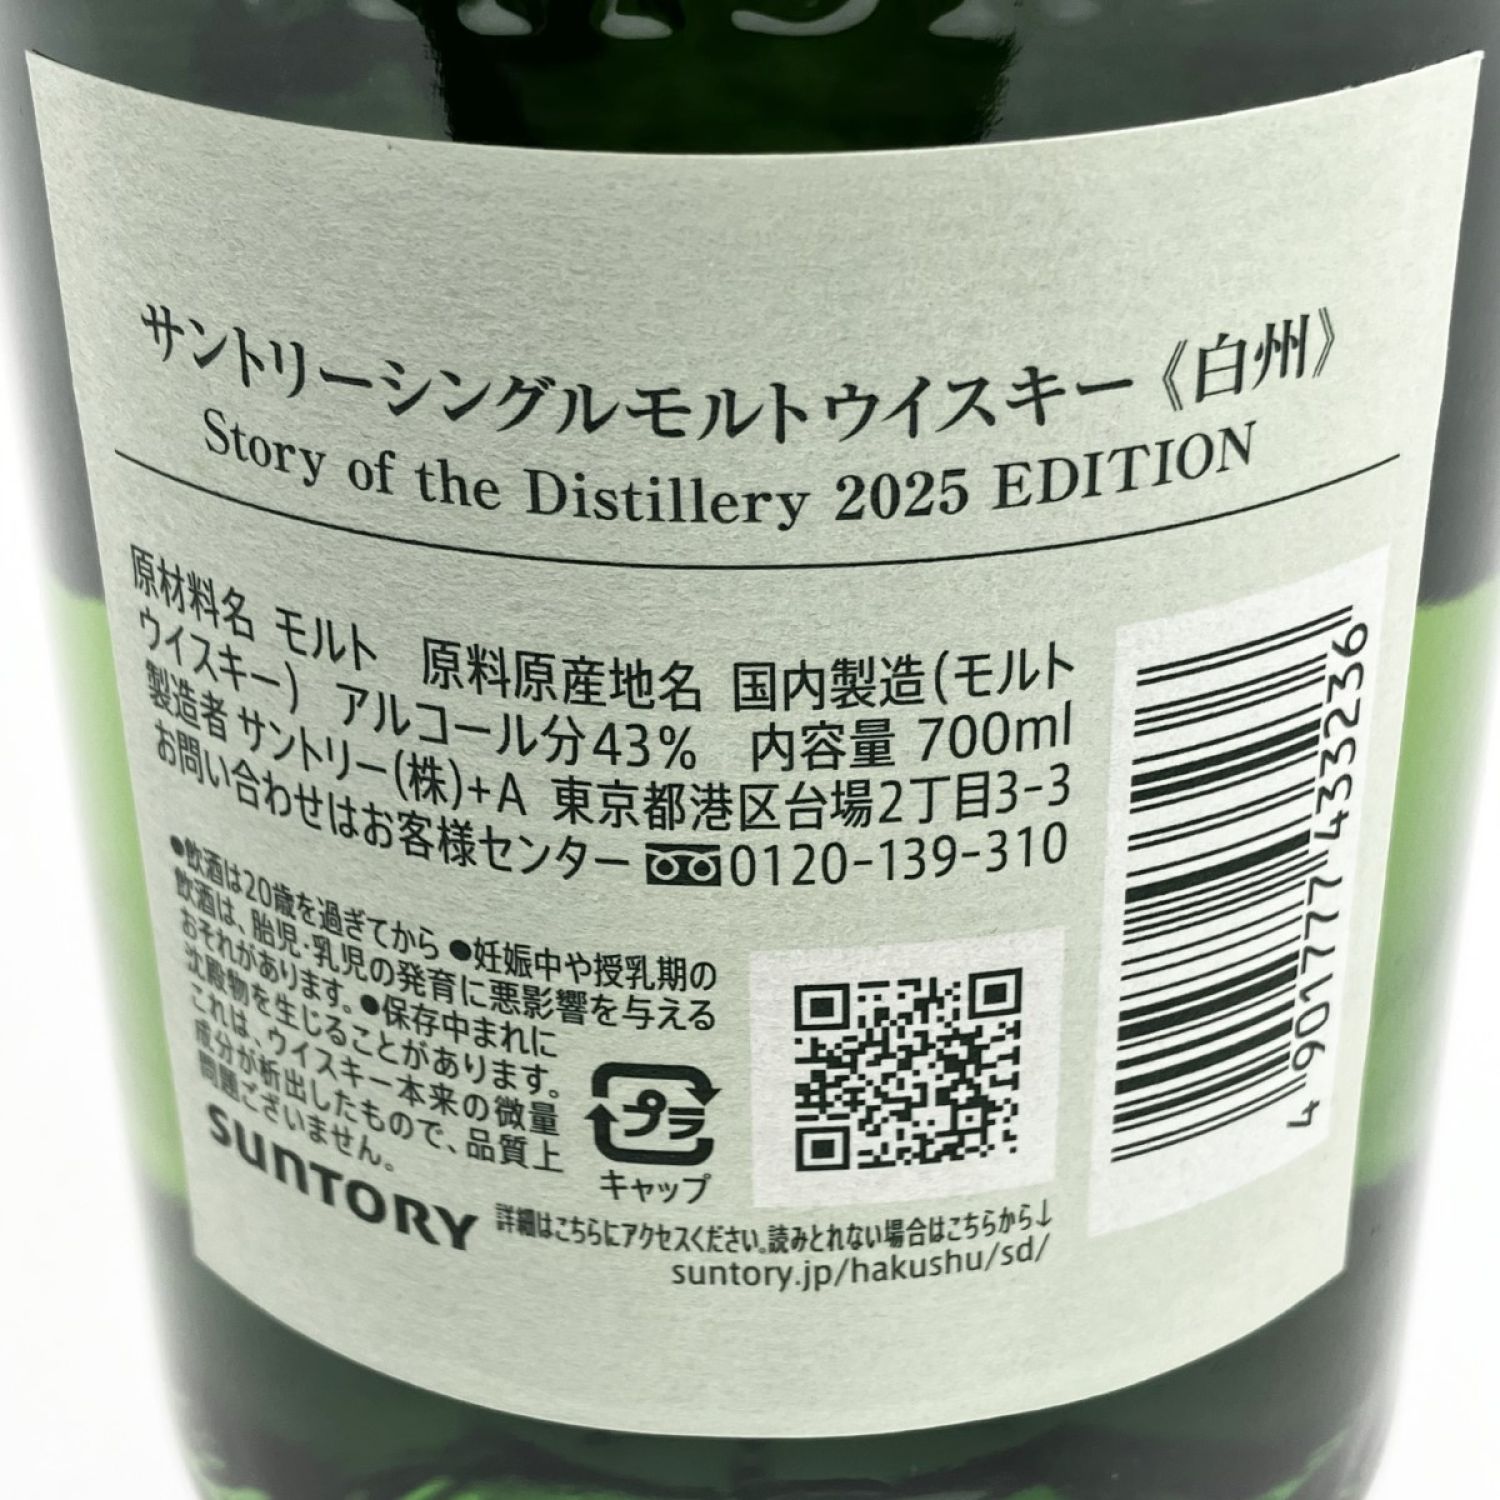 サントリーシングルモルトウイスキー《白州》
Story of the Distillery 2025 EDITION
原材料名 モルト 原料原産地名 国内製造(モルト
ウイスキー) アルコール分43% 内容量 700ml
製造者 サントリー(株)+A 東京都港区台場2丁目3-3
お問い合わせはお客様センター 0120-139-310
●飲酒は20歳を過ぎてから ●妊娠中や授乳期の
飲酒は、胎児・乳児の発育に悪影響を与える
おそれがあります。●保存中まれに
沈殿物を生じることがあります。
これは、ウイスキー本来の微量
成分が析出したもので、品質上
問題ございません。
プラ
キャップ
SUNTORY
詳細はこちらにアクセスください。読みとれない場合はこちらから↓
suntory.jp/hakushu/sd/
4 901777 433236